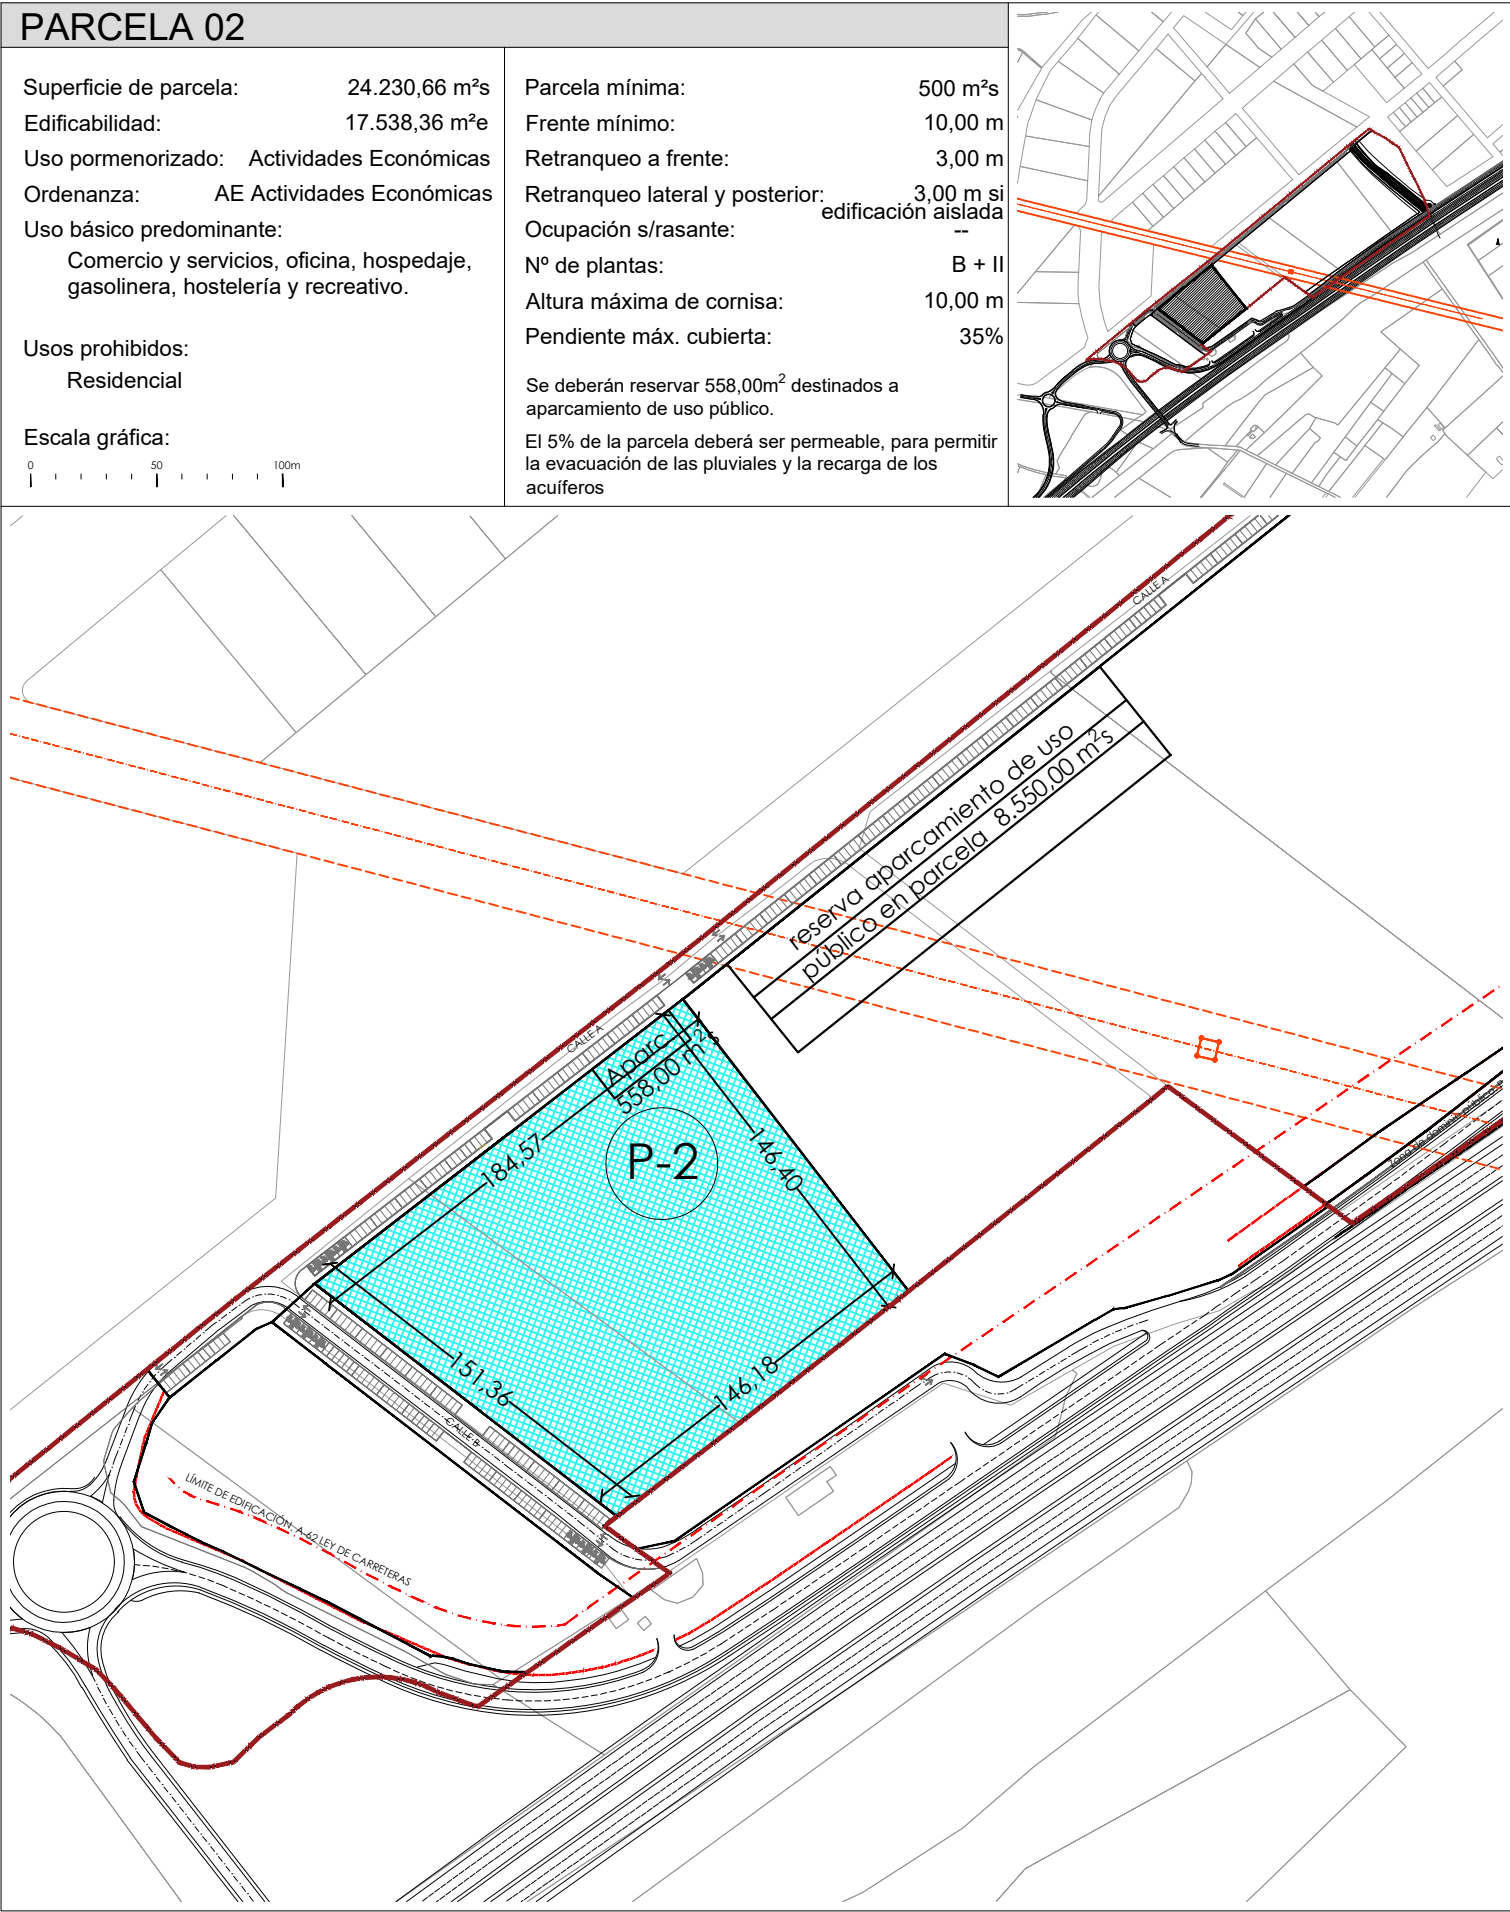 PARCELA 02
Superficie de parcela: 24.230,66 m²s
Edificabilidad: 17.538,36 m²e
Uso pormenorizado: Actividades Económicas
Ordenanza: AE Actividades Económicas
Uso básico predominante:
Comercio y servicios, oficina, hospedaje,
gasolinera, hostelería y recreativo.
Usos prohibidos:
Residencial
Escala gráfica:
0 50 100m
Parcela mínima: 500 m²s
Frente mínimo: 10,00 m
Retranqueo a frente: 3,00 m
Retranqueo lateral y posterior: 3,00 m si
edificación aislada
Ocupación s/rasante: --
Nº de plantas: B + II
Altura máxima de cornisa: 10,00 m
Pendiente máx. cubierta: 35%
Se deberán reservar 558,00m² destinados a
aparcamiento de uso público.
El 5% de la parcela deberá ser permeable, para permitir
la evacuación de las pluviales y la recarga de los
acuíferos
CALLE A
reserva aparcamiento de uso
público en parcela 8.550,00 m²s
CALLE A
Aparc.
558,00 m²s
P-2
184,57
146,40
151,36
146,18
CALLE B
LÍMITE DE EDIFICACIÓN A-62 LEY DE CARRETERAS
Zona de dominio público